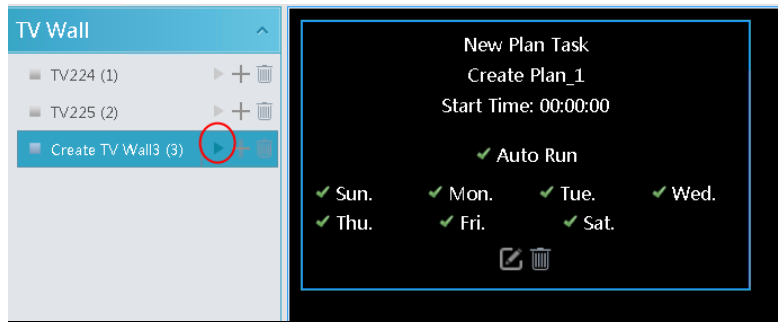 TV Wall
TV224 (1)
TV225 (2)
Create TV Wall3 (3)
New Plan Task
Create Plan_1
Start Time: 00:00:00
Auto Run
Sun. Mon. Tue. Wed.
Thu. Fri. Sat.